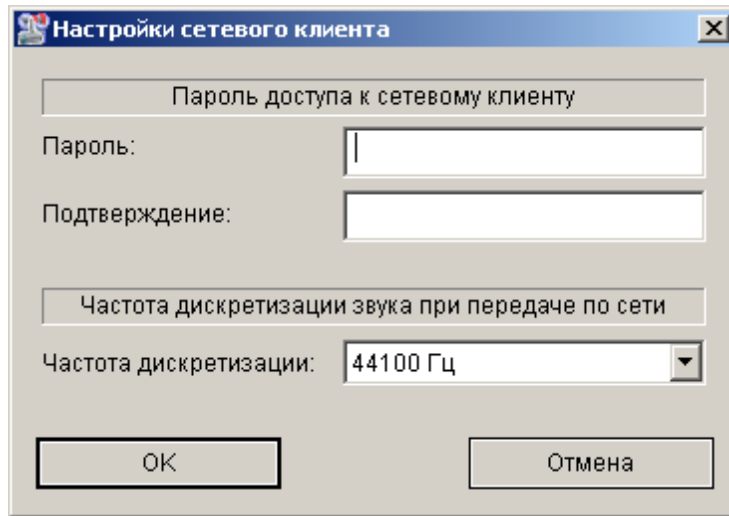 Настройки сетевого клиента
Пароль доступа к сетевому клиенту
Пароль:
Подтверждение:
Частота дискретизации звука при передаче по сети
Частота дискретизации: 44100 Гц
OK Отмена